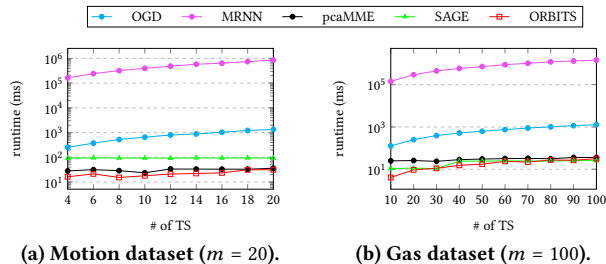 OGD MRNN pcaMME SAGE ORBITS
runtime (ms)
10^6
10^5
10^4
10^3
10^2
10^1
4 6 8 10 12 14 16 18 20
# of TS
(a) Motion dataset (m = 20).
runtime (ms)
10^5
10^3
10^1
10 20 30 40 50 60 70 80 90 100
# of TS
(b) Gas dataset (m = 100).